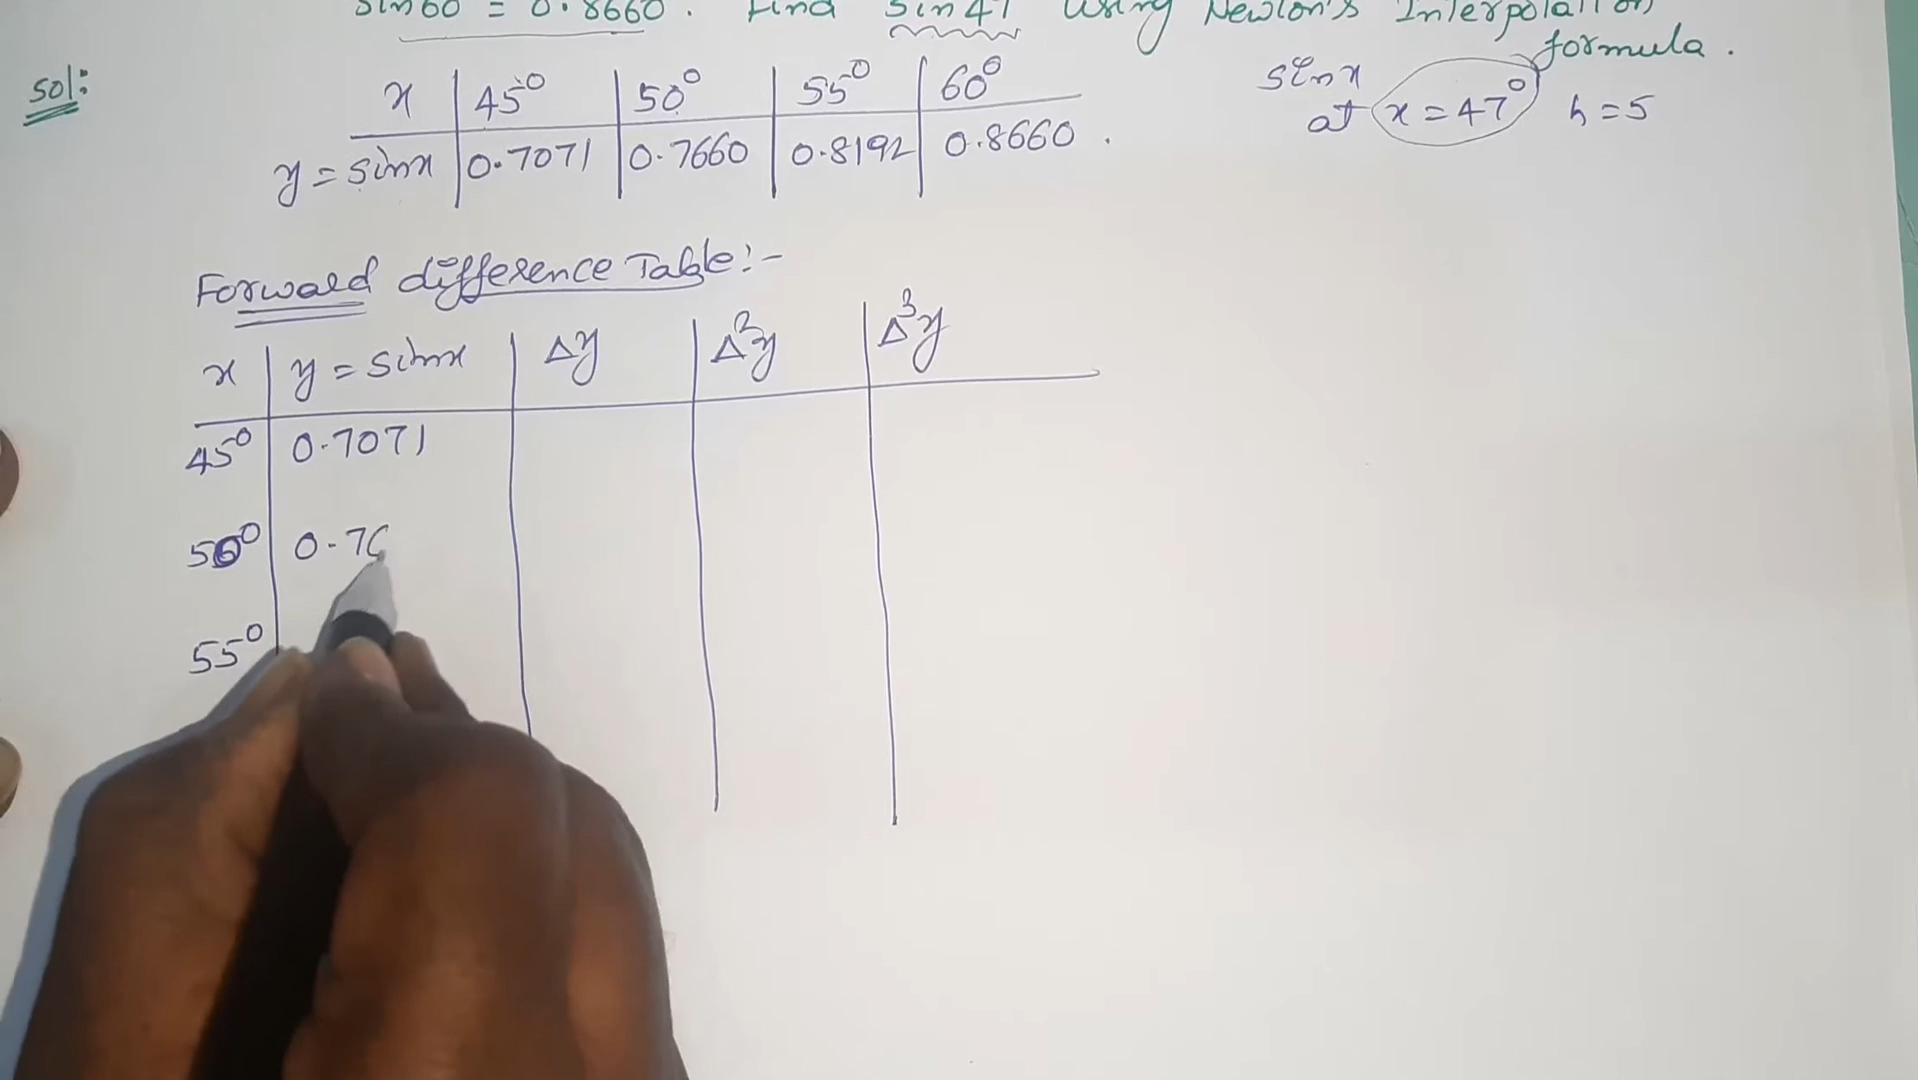 sin60 = 0.8660. Find sin47 using Newton's Interpolation
formula.
Sol:
x 45° 50° 55° 60°
y = sinx 0.7071 0.7660 0.8192 0.8660.
sinx
at x = 47° h = 5
Forward difference Table:-
x y = sinx Δy Δ²y Δ³y
45° 0.7071
50° 0.76
55°